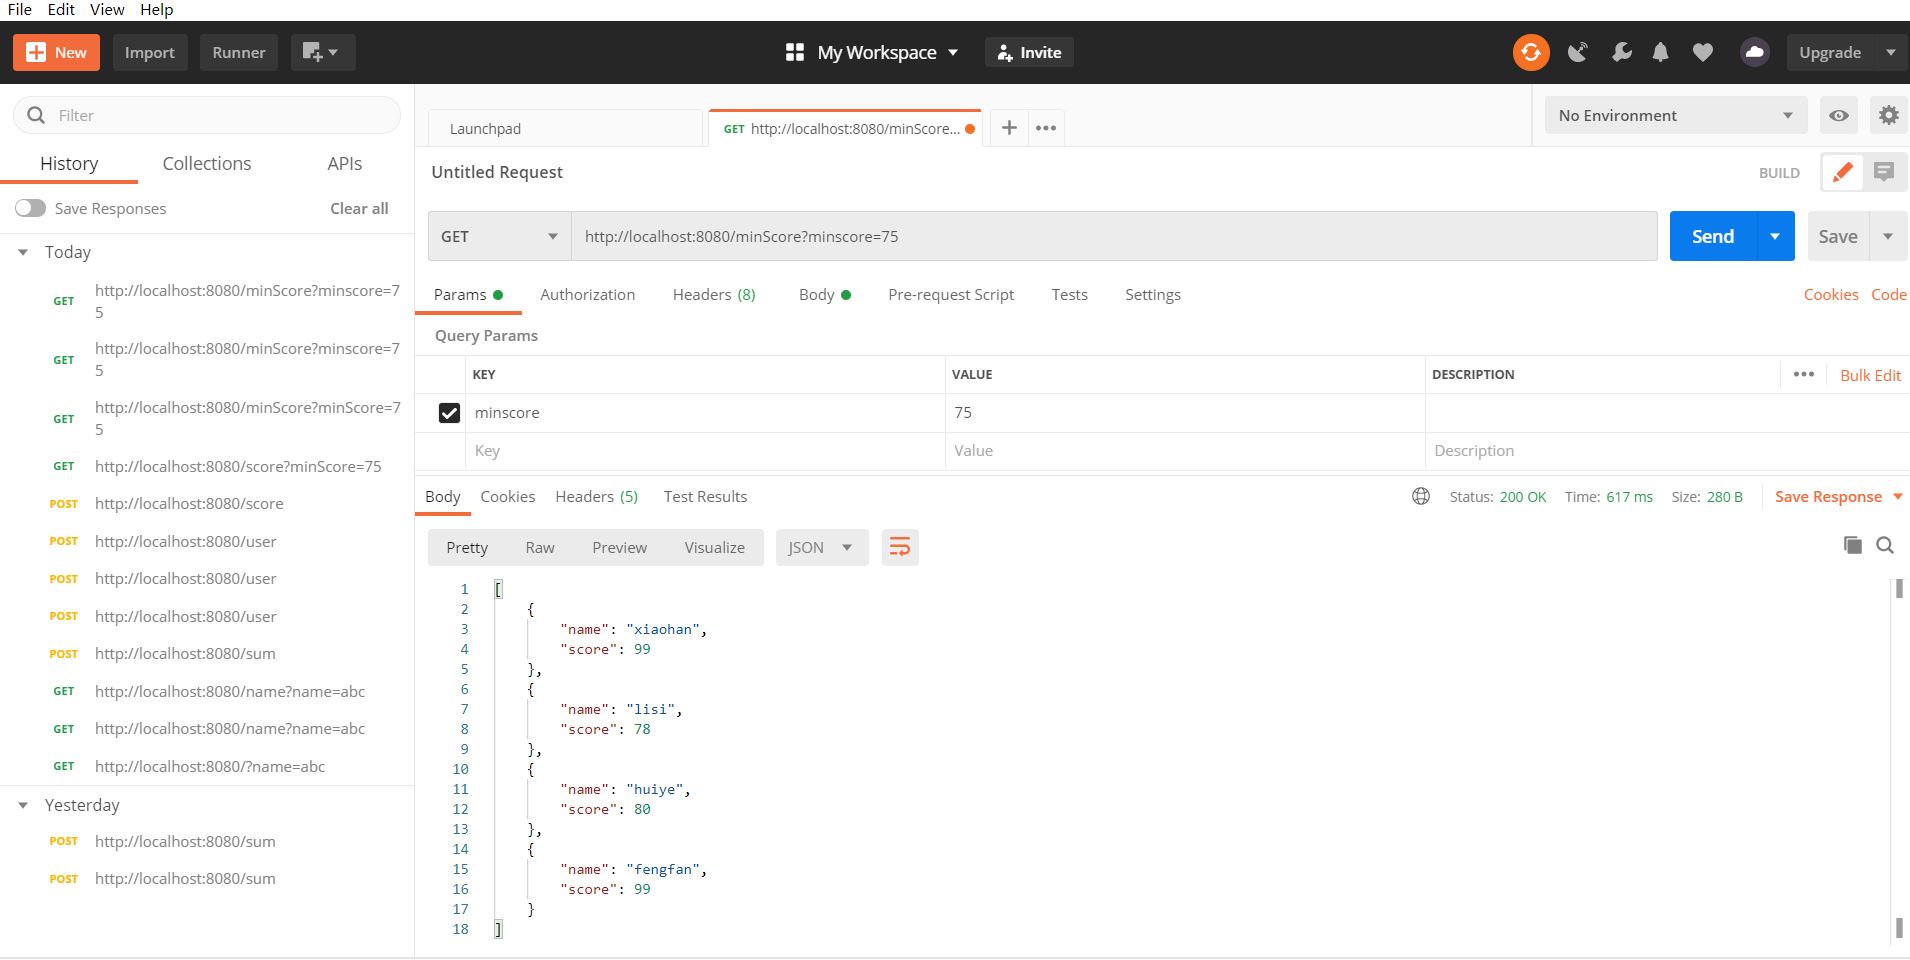 File Edit View Help
New Import Runner My Workspace Invite Upgrade
Filter
History Collections APIs
Save Responses Clear all
Today
GET http://localhost:8080/minScore?minscore=7
5
GET http://localhost:8080/minScore?minscore=7
5
GET http://localhost:8080/minScore?minScore=7
5
GET http://localhost:8080/score?minScore=75
POST http://localhost:8080/score
POST http://localhost:8080/user
POST http://localhost:8080/user
POST http://localhost:8080/user
POST http://localhost:8080/sum
GET http://localhost:8080/name?name=abc
GET http://localhost:8080/name?name=abc
GET http://localhost:8080/?name=abc
Yesterday
POST http://localhost:8080/sum
POST http://localhost:8080/sum
Launchpad GET http://localhost:8080/minScore... No Environment
Untitled Request BUILD
GET http://localhost:8080/minScore?minscore=75 Send Save
Params Authorization Headers (8) Body Pre-request Script Tests Settings Cookies Code
Query Params
KEY VALUE DESCRIPTION Bulk Edit
minscore 75
Key Value Description
Body Cookies Headers (5) Test Results Status: 200 OK Time: 617 ms Size: 280 B Save Response
Pretty Raw Preview Visualize JSON
1 [
2 {
3 "name": "xiaohan",
4 "score": 99
5 },
6 {
7 "name": "lisi",
8 "score": 78
9 },
10 {
11 "name": "huiye",
12 "score": 80
13 },
14 {
15 "name": "fengfan",
16 "score": 99
17 }
18 ]